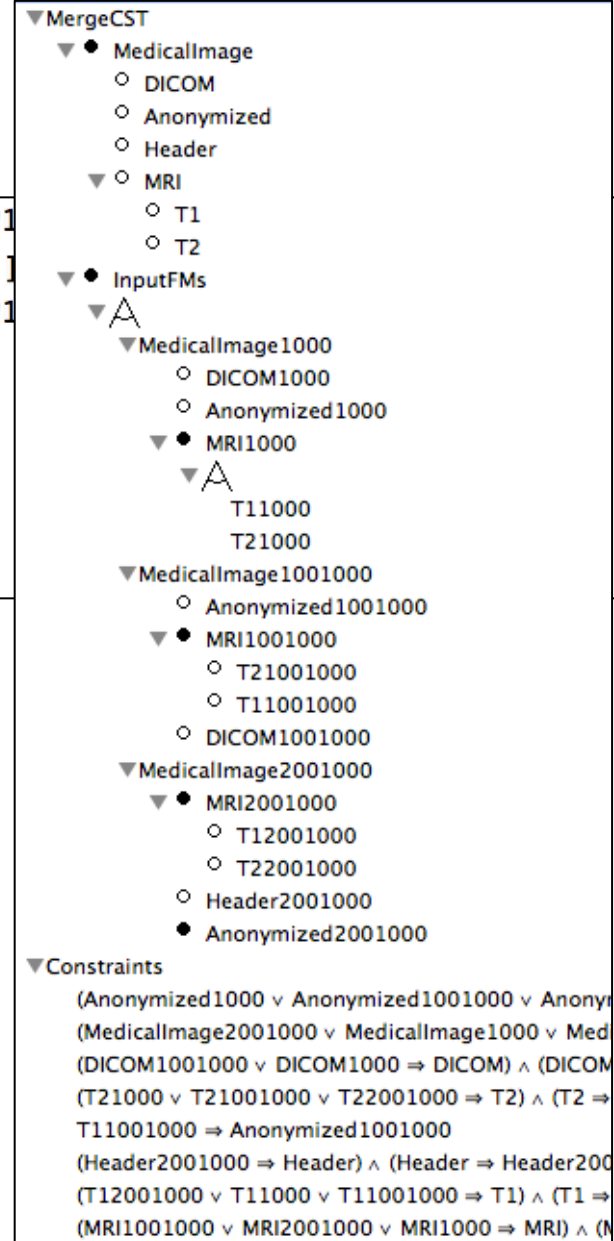 MergeCST
MedicalImage
DICOM
Anonymized
Header
MRI
T1
T2
InputFMs
MedicalImage1000
DICOM1000
Anonymized1000
MRI1000
T11000
T21000
MedicalImage1001000
Anonymized1001000
MRI1001000
T21001000
T11001000
DICOM1001000
MedicalImage2001000
MRI2001000
T12001000
T22001000
Header2001000
Anonymized2001000
Constraints
(Anonymized1000 ∨ Anonymized1001000 ∨ Anony
(MedicalImage2001000 ∨ MedicalImage1000 ∨ Medi
(DICOM1001000 ∨ DICOM1000 ⇒ DICOM) ∧ (DICOM
(T21000 ∨ T21001000 ∨ T22001000 ⇒ T2) ∧ (T2 ⇒
T11001000 ⇒ Anonymized1001000
(Header2001000 ⇒ Header) ∧ (Header ⇒ Header200
(T12001000 ∨ T11000 ∨ T11001000 ⇒ T1) ∧ (T1 ⇒
(MRI1001000 ∨ MRI2001000 ∨ MRI1000 ⇒ MRI) ∧ (M